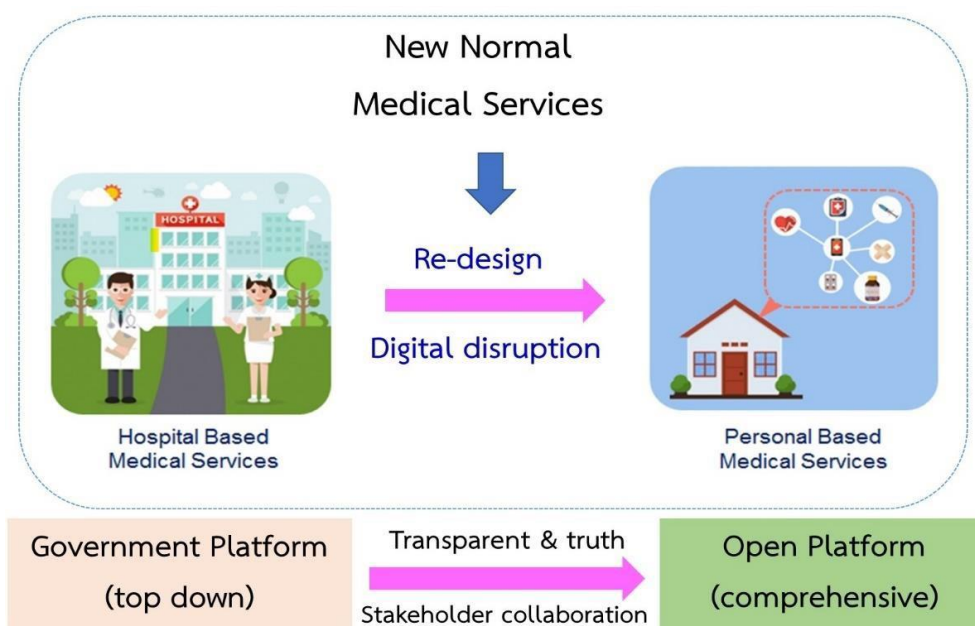 New Normal
Medical Services
HOSPITAL
Re-design
Digital disruption
Hospital Based
Medical Services
Personal Based
Medical Services
Government Platform
(top down)
Transparent & truth
Stakeholder collaboration
Open Platform
(comprehensive)